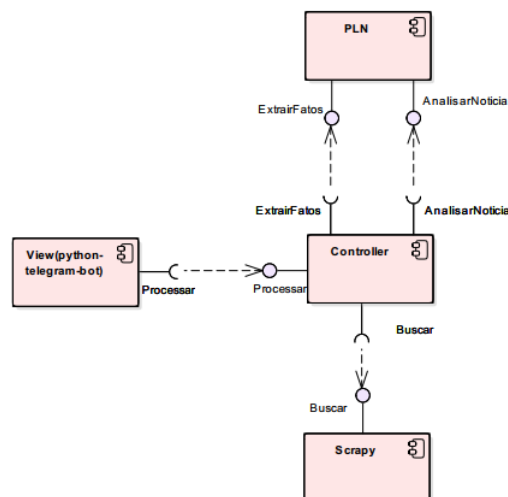 PLN
ExtrairFatos
AnalisarNoticia
ExtrairFatos
AnalisarNoticia
View(python-
telegram-bot)
Controller
Processar
Processar
Buscar
Buscar
Scrapy